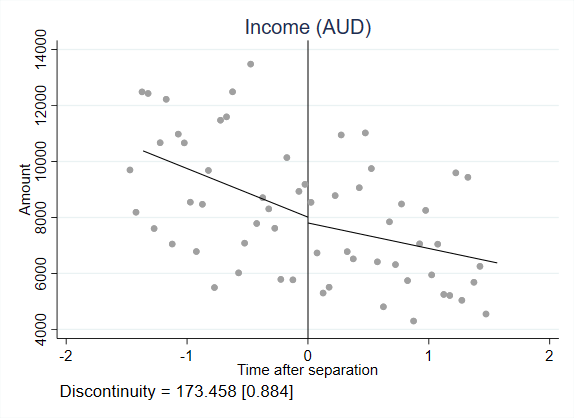 Income (AUD)
14000
12000
10000
8000
6000
4000
Amount
-2
-1
0
1
2
Time after separation
Discontinuity = 173.458 [0.884]